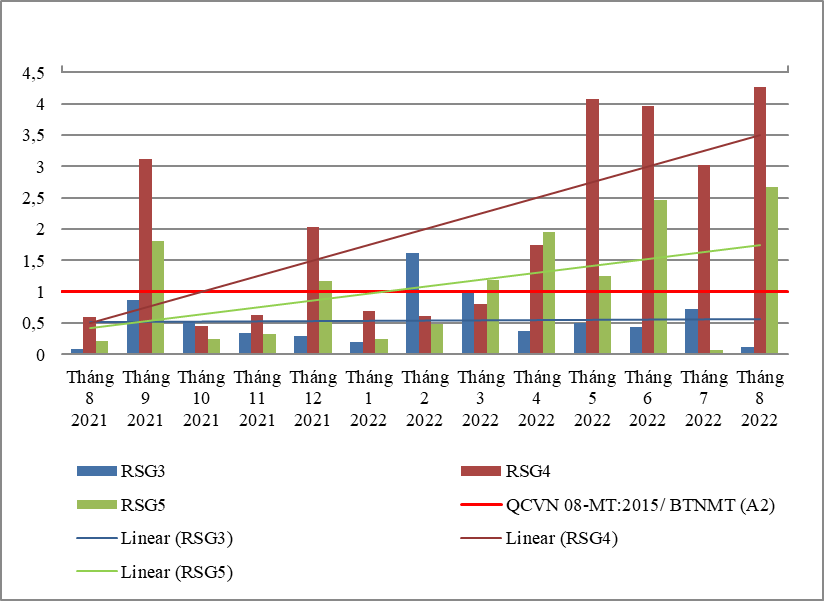 4,5
4
3,5
3
2,5
2
1,5
1
0,5
0
Tháng Tháng Tháng Tháng Tháng Tháng Tháng Tháng Tháng Tháng Tháng Tháng Tháng
8 9 10 11 12 1 2 3 4 5 6 7 8
2021 2021 2021 2021 2021 2022 2022 2022 2022 2022 2022 2022 2022
RSG3 RSG4
RSG5 QCVN 08-MT:2015/ BTNMT (A2)
Linear (RSG3) Linear (RSG4)
Linear (RSG5)